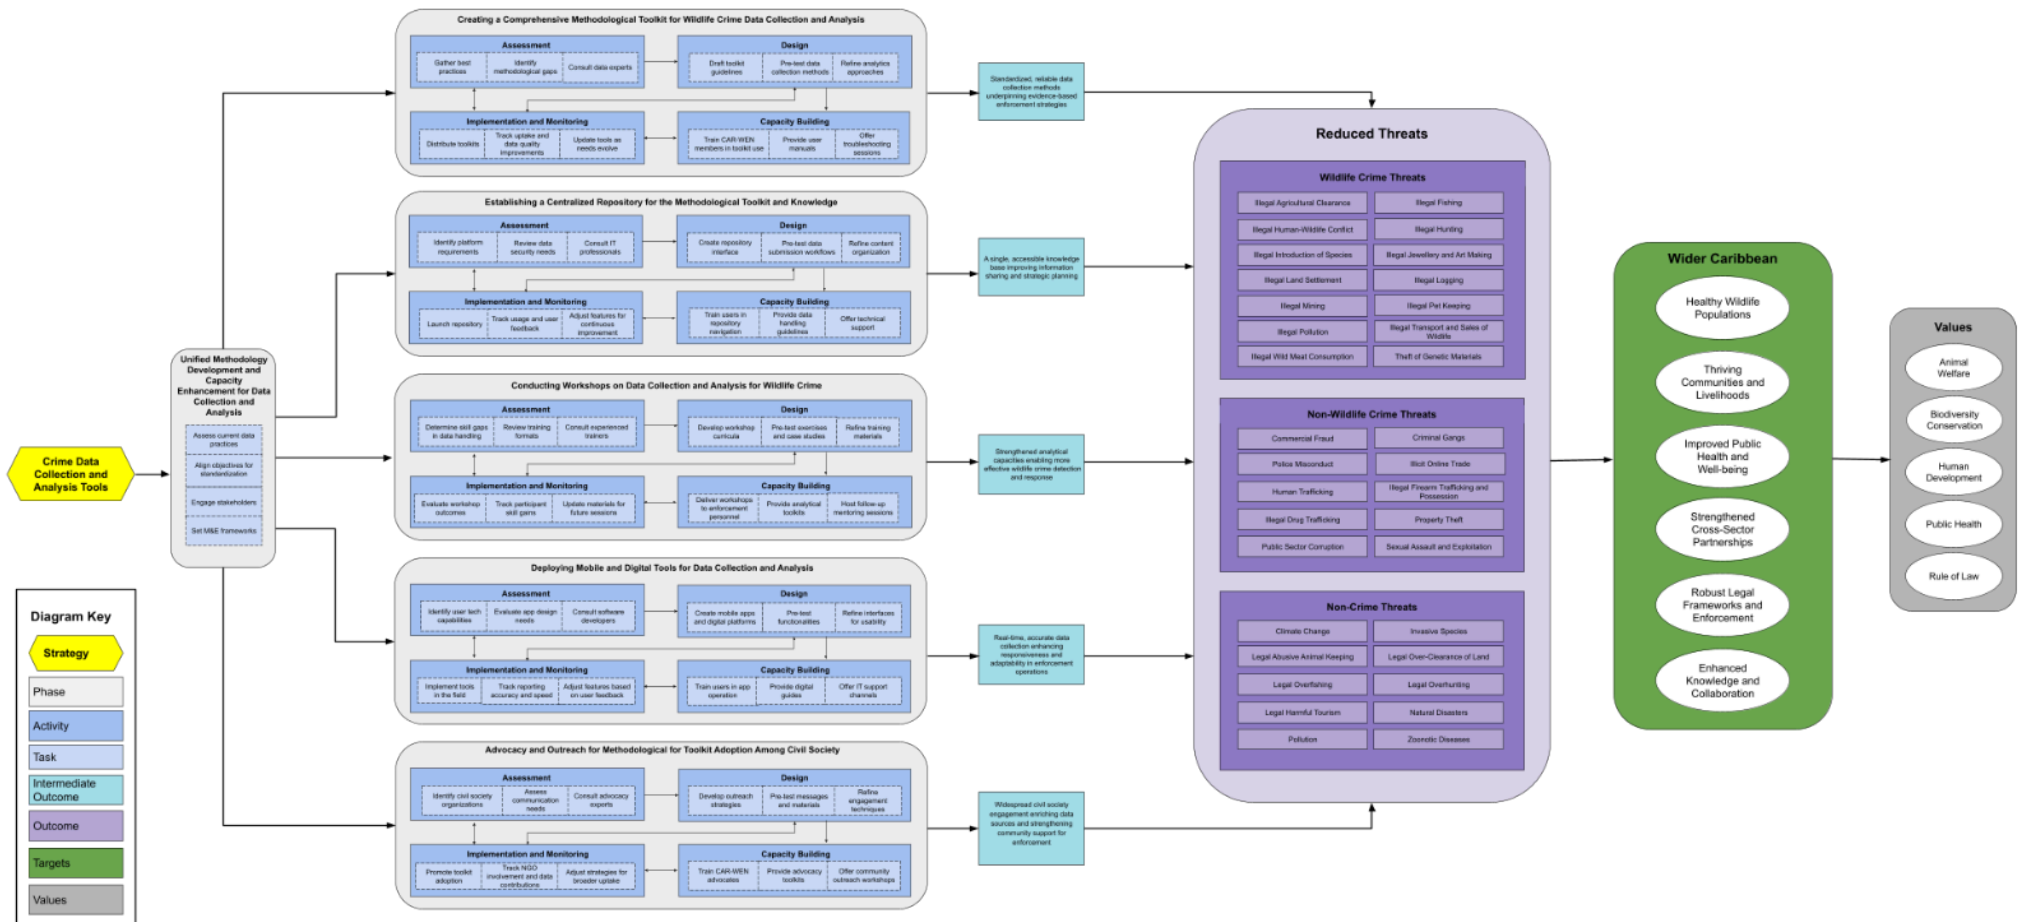 Creating a Comprehensive Methodological Toolkit for Wildlife Crime Data Collection and Analysis
Assessment
Gather best
practices
Identify
methodological gaps
Consult data experts
Design
Draft toolkit
guidelines
Pre-test data
collection methods
Refine analytics
approaches
Implementation and Monitoring
Distribute toolkits
Track uptake and
data quality
improvements
Update tools as
needs evolve
Capacity Building
Train CAR-WEN
members in toolkit use
Provide user
manuals
Offer
troubleshooting
sessions
Standardized, reliable data
collection methods
underpinning evidence-based
enforcement strategies
Establishing a Centralized Repository for the Methodological Toolkit and Knowledge
Assessment
Identify platform
requirements
Review data
security needs
Consult IT
professionals
Design
Create repository
interface
Pre-test data
submission workflows
Refine content
organization
Implementation and Monitoring
Launch repository
Track usage and user
feedback
Adjust features for
continuous
improvement
Capacity Building
Train users in
repository
navigation
Provide data
handling
guidelines
Offer technical
support
A single, accessible knowledge
base improving information
sharing and strategic planning
Unified Methodology
Development and
Capacity
Enhancement for Data
Collection and
Analysis
Assess current data
practices
Align objectives for
standardization
Engage stakeholders
Set M&E frameworks
Crime Data
Collection and
Analysis Tools
Conducting Workshops on Data Collection and Analysis for Wildlife Crime
Assessment
Determine skill gaps
in data handling
Review training
formats
Consult experienced
trainers
Design
Develop workshop
curricula
Pre-test exercises
and case studies
Refine training
materials
Implementation and Monitoring
Evaluate workshop
outcomes
Track participant
skill gains
Update materials for
future sessions
Capacity Building
Deliver workshops
to enforcement
personnel
Provide analytical
toolkits
Host follow-up
mentoring sessions
Strengthened analytical
capacities enabling more
effective wildlife crime detection
and response
Deploying Mobile and Digital Tools for Data Collection and Analysis
Assessment
Identify user tech
capabilities
Evaluate app design
needs
Consult software
developers
Design
Create mobile apps
and digital platforms
Pre-test
functionalities
Refine interfaces
for usability
Implementation and Monitoring
Implement tools
in the field
Track reporting
accuracy and speed
Adjust features based
on user feedback
Capacity Building
Train users in app
operation
Provide digital
guides
Offer IT support
channels
Real-time, accurate data
collection enhancing
responsiveness and
adaptability in enforcement
operations
Advocacy and Outreach for Methodological for Toolkit Adoption Among Civil Society
Assessment
Identify civil society
organizations
Assess
communication
needs
Consult advocacy
experts
Design
Develop outreach
strategies
Pre-test messages
and materials
Refine
engagement
techniques
Implementation and Monitoring
Promote toolkit
adoption
Track NGO
involvement and data
contributions
Adjust strategies for
broader uptake
Capacity Building
Train CAR-WEN
advocates
Provide advocacy
toolkits
Offer community
outreach workshops
Widespread civil society
engagement enriching data
sources and strengthening
community support for
enforcement
Reduced Threats
Wildlife Crime Threats
Illegal Agricultural Clearance
Illegal Fishing
Illegal Human-Wildlife Conflict
Illegal Hunting
Illegal Introduction of Species
Illegal Jewellery and Art Making
Illegal Land Settlement
Illegal Logging
Illegal Mining
Illegal Pet Keeping
Illegal Pollution
Illegal Transport and Sales of
Wildlife
Illegal Wild Meat Consumption
Theft of Genetic Materials
Non-Wildlife Crime Threats
Commercial Fraud
Criminal Gangs
Police Misconduct
Illicit Online Trade
Human Trafficking
Illegal Firearm Trafficking and
Possession
Illegal Drug Trafficking
Property Theft
Public Sector Corruption
Sexual Assault and Exploitation
Non-Crime Threats
Climate Change
Invasive Species
Legal Abusive Animal Keeping
Legal Over-Clearance of Land
Legal Overfishing
Legal Overhunting
Legal Harmful Tourism
Natural Disasters
Pollution
Zoonotic Diseases
Wider Caribbean
Healthy Wildlife
Populations
Thriving
Communities and
Livelihoods
Improved Public
Health and
Well-being
Strengthened
Cross-Sector
Partnerships
Robust Legal
Frameworks and
Enforcement
Enhanced
Knowledge and
Collaboration
Values
Animal
Welfare
Biodiversity
Conservation
Human
Development
Public Health
Rule of Law
Diagram Key
Strategy
Phase
Activity
Task
Intermediate
Outcome
Outcome
Targets
Values